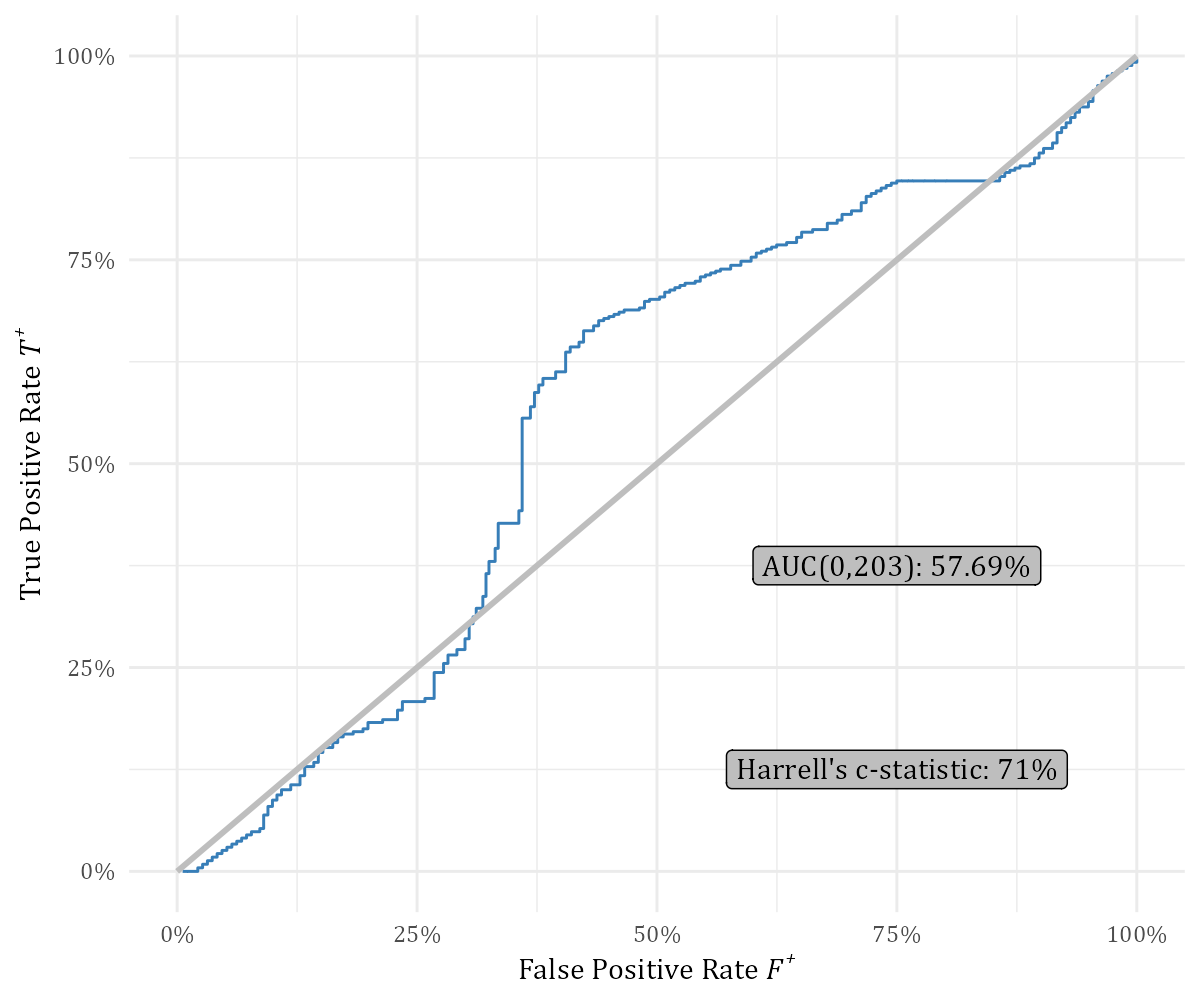 100%
75%
50%
25%
0%
True Positive Rate T⁺
AUC(0,203): 57.69%
Harrell's c-statistic: 71%
0%
25%
50%
75%
100%
False Positive Rate F⁺